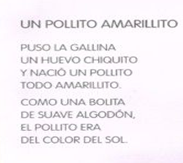 UN POLLITO AMARILLITO
PUSO LA GALLINA
UN HUEVO CHIQUITO
Y NACIÓ UN POLLITO
TODO AMARILLITO.
COMO UNA BOLITA
DE SUAVE ALGODÓN,
EL POLLITO ERA
DEL COLOR DEL SOL.